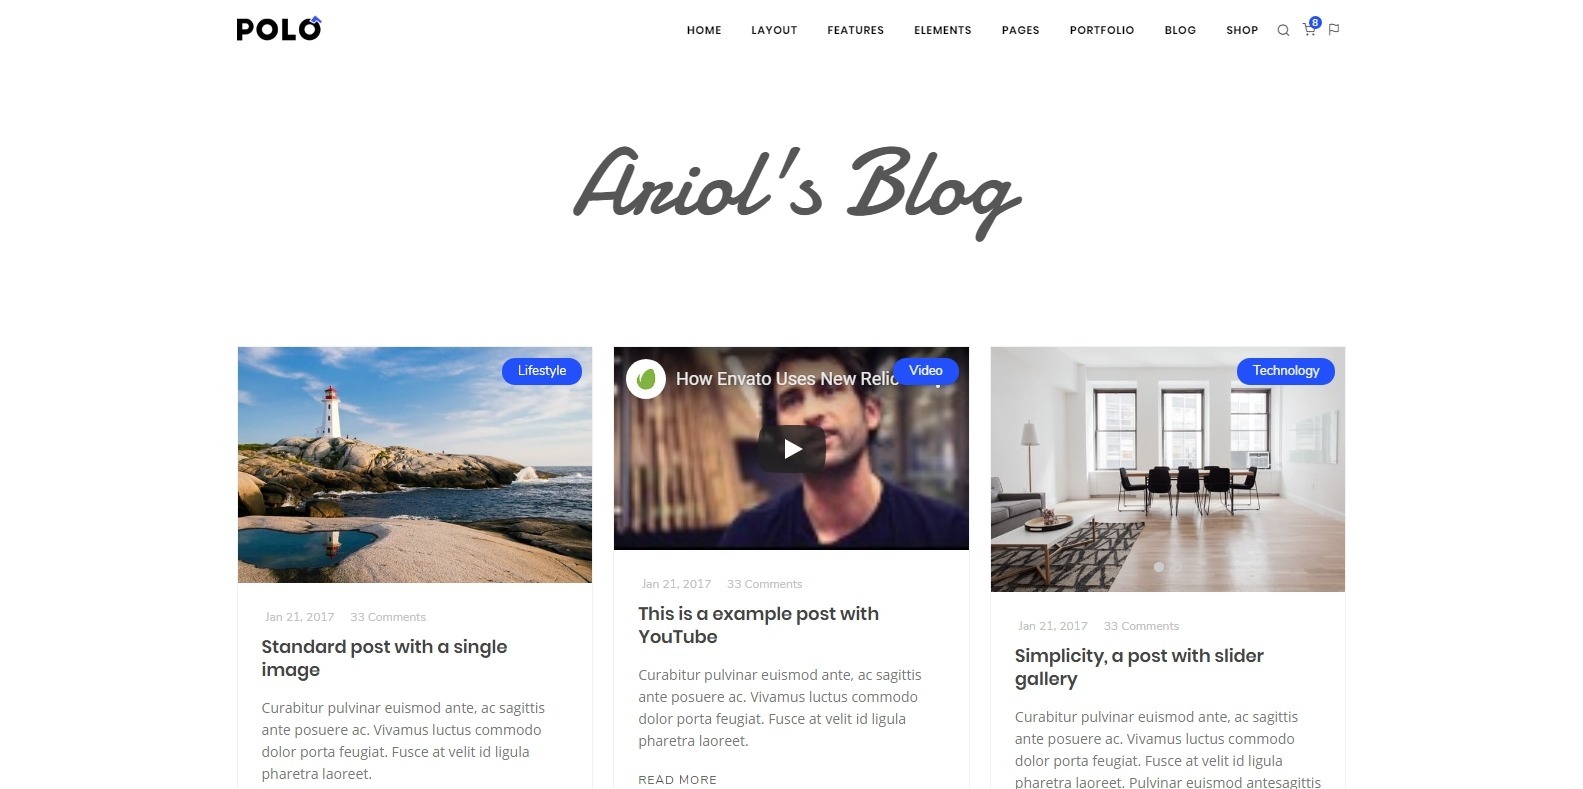 POLO
HOME LAYOUT FEATURES ELEMENTS PAGES PORTFOLIO BLOG SHOP 8
Ariol's Blog
Lifestyle
Jan 21, 2017 33 Comments
Standard post with a single
image
Curabitur pulvinar euismod ante, ac sagittis
ante posuere ac. Vivamus luctus commodo
dolor porta feugiat. Fusce at velit id ligula
pharetra laoreet.
How Envato Uses New Relic
Video
Jan 21, 2017 33 Comments
This is a example post with
YouTube
Curabitur pulvinar euismod ante, ac sagittis
ante posuere ac. Vivamus luctus commodo
dolor porta feugiat. Fusce at velit id ligula
pharetra laoreet.
READ MORE
Technology
Jan 21, 2017 33 Comments
Simplicity, a post with slider
gallery
Curabitur pulvinar euismod ante, ac sagittis
ante posuere ac. Vivamus luctus commodo
dolor porta feugiat. Fusce at velit id ligula
pharetra laoreet. Pulvinar euismod antesagittis